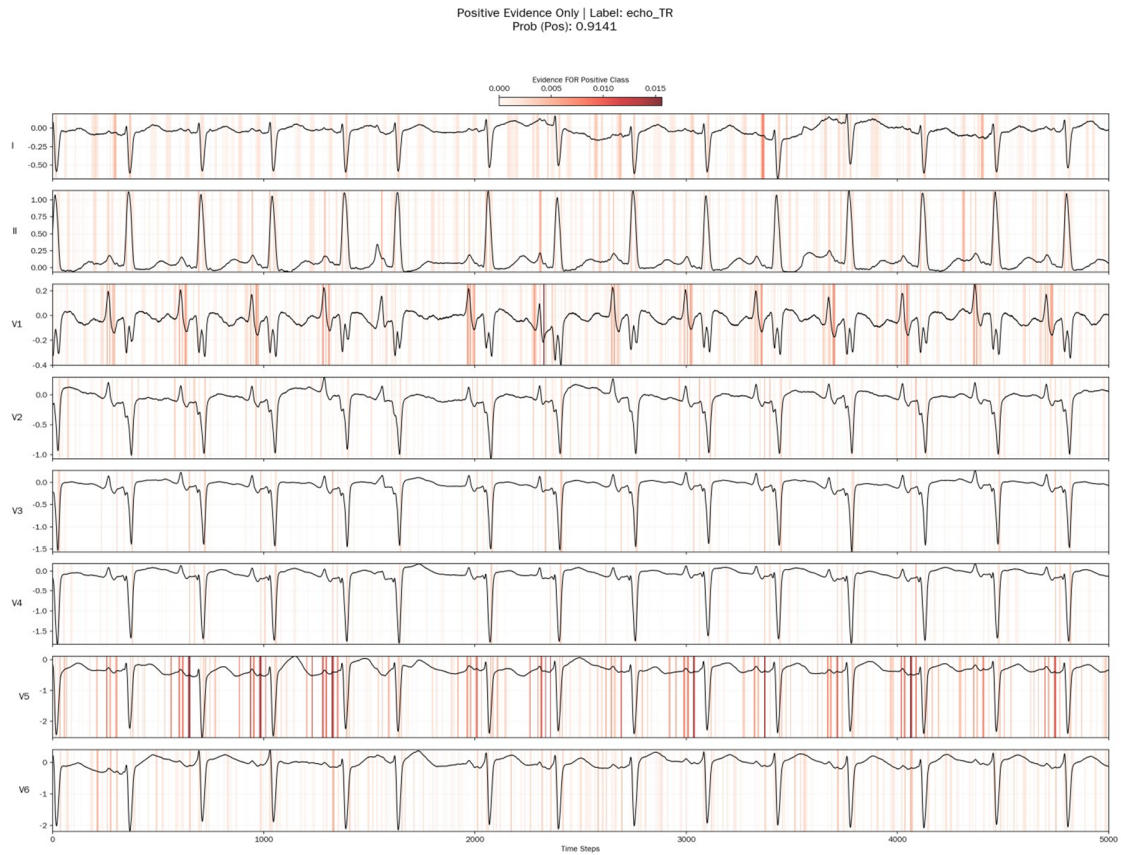 Positive Evidence Only | Label: echo_TR
Prob (Pos): 0.9141
Evidence FOR Positive Class
0.000 0.005 0.010 0.015
I
0.00
-0.25
-0.50
II
1.00
0.75
0.50
0.25
0.00
V1
0.2
0.0
-0.2
-0.4
V2
0.0
-0.5
-1.0
V3
0.0
-0.5
-1.0
-1.5
V4
0.0
-0.5
-1.0
-1.5
V5
0
-1
-2
V6
0
-1
-2
0 1000 2000 3000 4000 5000
Time Steps